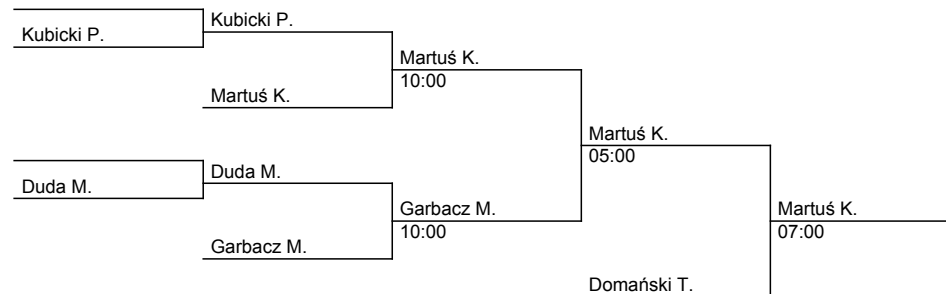 Kubicki P.
Kubicki P.
Martuś K.
10:00
Martuś K.
Martuś K.
05:00
Duda M.
Duda M.
Garbacz M.
10:00
Garbacz M.
Martuś K.
07:00
Domański T.